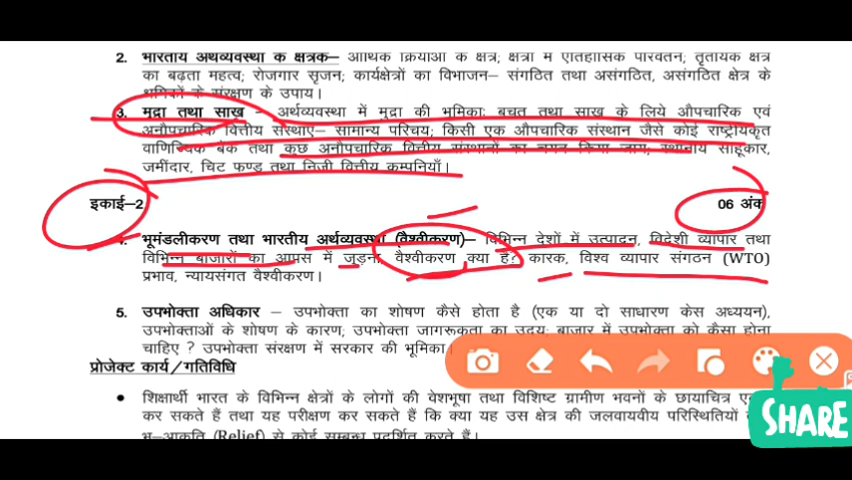 2. भारतीय अथव्यवस्था क क्षत्रक– आर्थिक क्रियाओं के क्षेत्र; क्षेत्रों में ऐतिहासिक परिवर्तन; तृतीयक क्षेत्र
का बढ़ता महत्व; रोजगार सृजन; कार्यक्षेत्रों का विभाजन– संगठित तथा असंगठित, असंगठित क्षेत्र के
श्रमिकों के संरक्षण के उपाय।
3. मुद्रा तथा साख – अर्थव्यवस्था में मुद्रा की भूमिकाः बचत तथा साख के लिये औपचारिक एवं
अनौपचारिक वित्तीय संस्थाएं– सामान्य परिचय; किसी एक औपचारिक संस्थान जैसे कोई राष्ट्रीयकृत
वाणिज्यिक बैंक तथा कुछ अनौपचारिक वित्तीय संस्थानों का चयन किया जाय; स्थानीय साहूकार,
जमींदार, चिट फण्ड तथा निजी वित्तीय कम्पनियाँ।
इकाई–2 06 अंक
4. भूमंडलीकरण तथा भारतीय अर्थव्यवस्था (वैश्वीकरण)– विभिन्न देशों में उत्पादन, विदेशी व्यापार तथा
विभिन्न बाजारों का आपस में जुड़ना, वैश्वीकरण क्या है? कारक, विश्व व्यापार संगठन (WTO)
प्रभाव, न्यायसंगत वैश्वीकरण।
5. उपभोक्ता अधिकार – उपभोक्ता का शोषण कैसे होता है (एक या दो साधारण केस अध्ययन),
उपभोक्ताओं के शोषण के कारण; उपभोक्ता जागरूकता का उदय; बाजार में उपभोक्ता को कैसा होना
चाहिए ? उपभोक्ता संरक्षण में सरकार की भूमिका।
प्रोजेक्ट कार्य/गतिविधि
● शिक्षार्थी भारत के विभिन्न क्षेत्रों के लोगों की वेशभूषा तथा विशिष्ट ग्रामीण भवनों के छायाचित्र
कर सकते हैं तथा यह परीक्षण कर सकते हैं कि क्या यह उस क्षेत्र की जलवायवीय परिस्थितियों
भू–आकृति (Relief) से कोई सम्बन्ध प्रदर्शित करते हैं।
SHARE